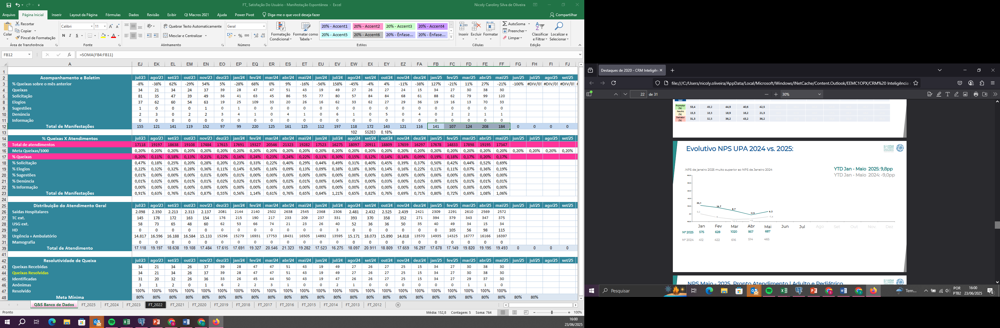 FT_ Satisfação Do Usuário - Manifestação Espontânea - Excel
Nicoly Caroliny Silva de Oliveira
Arquivo Página Inicial Inserir Layout da Página Fórmulas Dados Revisão Exibir QI Macros 2021 Ajuda Power Pivot Diga-me o que você deseja fazer Compartilhar
Colar Recortar Copiar Pincel de Formatação
Calibri 11 Quebrar Texto Automaticamente Mesclar e Centralizar Geral
N I S % 000
Formatação Condicional Formatar como Tabela
20% - Accent1 20% - Accent2 20% - Accent3 20% - Accent4
20% - Accent5 20% - Accent6 20% - Ênfase... 20% - Ênfase...
Inserir Excluir Formatar
AutoSoma Preencher Limpar
Classificar e Filtrar Localizar e Selecionar
Área de Transferência Fonte Alinhamento Número Estilos Células Edição
FB12 fx =SOMA(FB4:FB11)
A EJ EK EL EM EN EO EP EQ ER ES ET EU EV EW EX EY EZ FA FB FC FD FE FF FG FH FI FJ
1
2 Acompanhamento e Boletim jul/23 ago/23 set/23 out/23 nov/23 dez/23 jan/24 fev/24 mar/24 abr/24 mai/24 jun/24 jul/24 ago/24 set/24 out/24 nov/24 dez/24 jan/25 fev/25 mar/25 abr/25 mai/25 jun/25 jul/25 ago/25 set/25
3 % Queixas sobre o mês anterior -8% -38% 62% -29% 54% 5% -28% 68% 0% 9% -16% -56% 158% -45% -4% 4% -11% -38% 127% -21% 11% 27% -21% -100% #DIV/0! #DIV/0! #DIV/0!
4 Queixas 34 21 34 24 37 39 28 47 47 51 43 19 49 27 26 27 24 15 34 27 30 38 30
5 Solicitação 81 35 47 39 49 36 41 63 45 86 55 77 80 57 84 84 68 61 88 62 79 99 120
8 Elogios 37 62 60 54 63 19 25 109 33 20 26 16 62 33 62 27 29 36 19 16 13 70 33
9 Sugestões 1 0 0 0 1 0 1 0 0 0 0 0 0 0 0 0 0 0 0 0 0 0 0
10 Denúncia 2 3 0 2 2 3 4 1 0 4 1 0 6 1 0 5 0 4 0 2 2 1 1
11 Informação 0 0 0 0 0 0 0 0 0 0 0 0 0 0 0 0 0 0 0 0 0 0 0
12 Total de Manifestações 155 121 141 119 152 97 99 220 125 161 125 112 197 118 172 143 121 116 141 107 124 208 184 0 0 0 0
13 102 55283 0,18%
14 % Queixas X Atendimentos jul/23 ago/23 set/23 out/23 nov/23 dez/23 jan/24 fev/24 mar/24 abr/24 mai/24 jun/24 jul/24 ago/24 set/24 out/24 nov/24 dez/24 jan/25 fev/25 mar/25 abr/25 mai/25 jun/25 jul/25 ago/25 set/25
15 Total de atendimentos 17118 19197 18638 19108 17484 17615 17691 19327 20546 21323 19282 17523 16275 18097 20911 18809 17659 16297 17678 14833 17898 19195 17347
16 Meta Queixas/1000 0,20% 0,20% 0,20% 0,20% 0,20% 0,20% 0,20% 0,20% 0,20% 0,20% 0,20% 0,20% 0,20% 0,20% 0,20% 0,20% 0,20% 0,20% 0,20% 0,20% 0,20% 0,20% 0,20% 0,20% 0,20% 0,20% 0,20%
17 % Queixas 0,20% 0,11% 0,18% 0,13% 0,21% 0,22% 0,16% 0,24% 0,23% 0,24% 0,22% 0,11% 0,30% 0,15% 0,12% 0,14% 0,14% 0,09% 0,19% 0,18% 0,17% 0,20% 0,17%
18 % Solicitação 0,47% 0,18% 0,25% 0,20% 0,28% 0,20% 0,23% 0,33% 0,22% 0,40% 0,29% 0,44% 0,49% 0,31% 0,40% 0,45% 0,39% 0,37% 0,50% 0,42% 0,44% 0,52% 0,69%
19 % Elogios 0,22% 0,32% 0,32% 0,28% 0,36% 0,11% 0,14% 0,56% 0,16% 0,09% 0,13% 0,09% 0,38% 0,18% 0,30% 0,14% 0,16% 0,22% 0,11% 0,11% 0,07% 0,36% 0,19%
20 % Sugestões 0,01% 0,00% 0,00% 0,00% 0,01% 0,00% 0,01% 0,00% 0,00% 0,00% 0,00% 0,00% 0,00% 0,00% 0,00% 0,00% 0,00% 0,00% 0,00% 0,00% 0,00% 0,00% 0,00%
21 % Denúncia 0,01% 0,02% 0,00% 0,01% 0,01% 0,02% 0,02% 0,01% 0,00% 0,02% 0,01% 0,00% 0,04% 0,01% 0,00% 0,03% 0,00% 0,02% 0,00% 0,01% 0,01% 0,01% 0,01%
22 % Informação 0,00% 0,00% 0,00% 0,00% 0,00% 0,00% 0,00% 0,00% 0,00% 0,00% 0,00% 0,00% 0,00% 0,00% 0,00% 0,00% 0,00% 0,00% 0,00% 0,00% 0,00% 0,00% 0,00%
23 Total de Manifestações 0,91% 0,63% 0,76% 0,62% 0,87% 0,55% 0,56% 1,14% 0,61% 0,76% 0,65% 0,64% 1,21% 0,65% 0,82% 0,76% 0,69% 0,71% 0,80% 0,72% 0,69% 1,08% 1,06%
24
25 Distribuição do Atendimento Geral jul/23 ago/23 set/23 out/23 nov/23 dez/23 jan/24 fev/24 mar/24 abr/24 mai/24 jun/24 jul/24 ago/24 set/24 out/24 nov/24 dez/24 jan/25 fev/25 mar/25 abr/25 mai/25 jun/25 jul/25 ago/25 set/25
26 Saídas Hospitalares 2.098 2.350 2.213 2.313 2.137 2081 2144 2140 2502 2638 2545 2368 2306 2.481 2.432 2.525 2.439 2421 2309 2291 2610 2569 2572
27 TC ext. 145 178 172 163 154 176 215 190 217 233 209 237 331 393 370 358 352 271 394 379 343 347 375
28 USG ext. 58 73 65 48 60 62 53 66 74 21 23 26 40 52 36 36 50 35 40 49 34 15 34
29 HD 0 0 0 0 0 0 0 0 0 0 0 0 3 0 0 0 0 0 0 105 56 98 115
30 Urgência + Ambulatório 14.817 16.596 16.188 16.584 15.133 15296 15279 16931 17753 18431 16505 14892 13595 15.171 18.073 15.890 14.818 13570 14935 14325 16777 16166 16397
31 Mamografia 0 0 0 0 0 0 0 0 0 0 0 0 0 0 0 0 0 0 0 0 0 0 0
39 Total de Atendimento 17.118 19.197 18.638 19.108 17.484 17.615 17.691 19.327 20.546 21.323 19.282 17.523 16.275 18.097 20.911 18.809 17.659 16.297 17.678 17.149 19.820 19.195 19.493 0 0 0 0
41
42 Resolutividade de Queixa jul/23 ago/23 set/23 out/23 nov/23 dez/23 jan/24 fev/24 mar/24 abr/24 mai/24 jun/24 jul/24 ago/24 set/24 out/24 nov/24 dez/24 jan/25 fev/25 mar/25 abr/25 mai/25 jun/25 jul/25 ago/25 set/25
43 Queixas Recebidas 34 21 34 26 37 39 28 47 47 51 43 19 49 27 26 27 25 15 34 27 30 38 30
44 Queixas Resolvidas 34 21 34 26 37 39 28 47 47 51 43 19 49 27 26 27 25 15 34 27 30 38 30
45 Identificadas 31 20 32 26 36 33 26 45 44 50 43 19 47 26 26 27 25 15 34 27 29 37 30
46 Anônimas 3 1 2 0 1 6 2 2 3 1 0 0 2 1 0 0 0 0 0 0 1 1 0
47 Resolvido 100% 100% 100% 100% 100% 100% 100% 100% 100% 100% 100% 100% 100% 100% 100% 100% 100% 100% 100% 100% 100% 100% 100%
48 Meta Mínima 80% 80% 80% 80% 80% 80% 80% 80% 80% 80% 80% 80% 80% 80% 80% 80% 80% 80% 80% 80% 80% 80% 80% 80% 80%
Q&S Banco de Dados FT_2025 FT_2024 FT_2023 FT_2022 FT_2021 FT_2020 FT_2019 FT_2018 FT_2017 FT_2016 FT_2015 FT_2014 FT_2013 FT_2012
Pronto Média: 152,8 Contagem: 5 Soma: 764 100%
16:00
23/06/2025
Destaques de 2020 - CRM Inteligên
file:///C:/Users/nicoly.oliveira/AppData/Local/Microsoft/Windows/INetCache/Content.Outlook/EEMC1OPX/CRM%20 Inteligência
22 de 31 30%
(pp)
Promotor (%) 53,4 49,2 44,9 40,6 42,5
Neutro (%) 15,3 18,3 18,9 16,2 21,3
Detrator (%) 31,3 32,5 36,2 43,2 36,2
Evolutivo NPS UPA 2024 vs. 2025:
.NPS de janeiro 2025 muito superior ao NPS de Janeiro 2024
YTD Jan - Maio 2025: 9,8pp
YTD Jan - Maio 2024: -9,0pp
22,1 16.7 8.7 -2.5 6.3
-9 -14,4 -13 -7,4
Jan Fev Mar Abr Mai Jun Jul Ago Set Out Nov. Dez
Nº 2025 575 628 1020 957 687
Nº 2024 412 422 616 514 465
NPS Maio - 2025 Pronto Atendimento | Adulto e Pediátrico
Pesquisar Tem... POR PTB2 16:00 23/06/2025